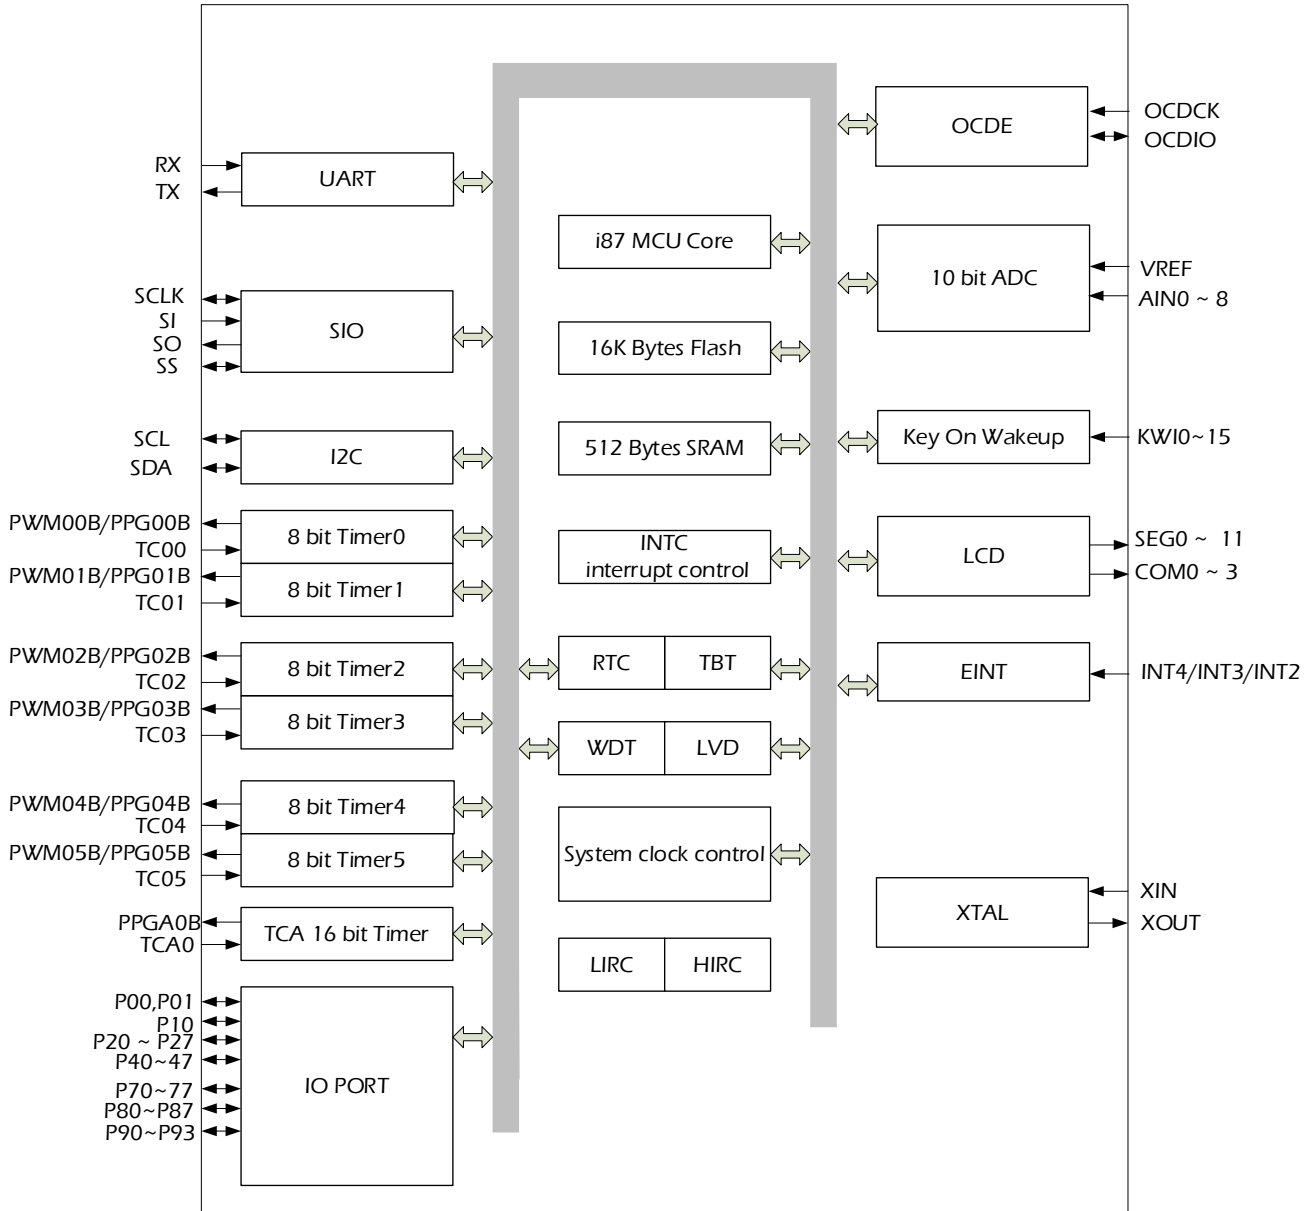 RX
TX
UART
SCLK
SI
SO
SS
SIO
SCL
SDA
I2C
PWM00B/PPG00B
TC00
8 bit Timer0
PWM01B/PPG01B
TC01
8 bit Timer1
PWM02B/PPG02B
TC02
8 bit Timer2
PWM03B/PPG03B
TC03
8 bit Timer3
PWM04B/PPG04B
TC04
8 bit Timer4
PWM05B/PPG05B
TC05
8 bit Timer5
PPGA0B
TCA0
TCA 16 bit Timer
P00,P01
P10
P20 ~ P27
P40~47
P70~77
P80~P87
P90~P93
IO PORT
i87 MCU Core
16K Bytes Flash
512 Bytes SRAM
INTC
interrupt control
RTC
TBT
WDT
LVD
System clock control
LIRC
HIRC
OCDE
OCDCK
OCDIO
10 bit ADC
VREF
AIN0 ~ 8
Key On Wakeup
KWI0~15
LCD
SEG0 ~ 11
COM0 ~ 3
EINT
INT4/INT3/INT2
XTAL
XIN
XOUT